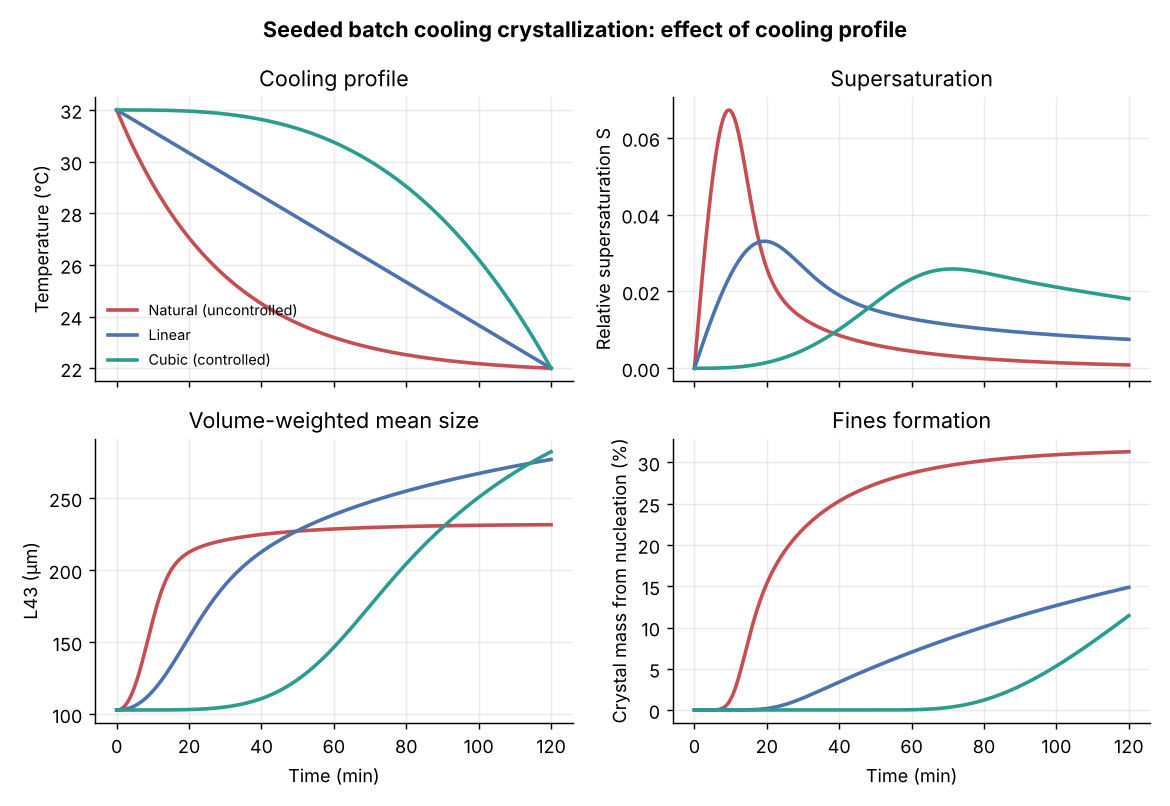 Seeded batch cooling crystallization: effect of cooling profile
Cooling profile
Temperature (°C)
32
30
28
26
24
22
Natural (uncontrolled)
Linear
Cubic (controlled)
Supersaturation
Relative supersaturation S
0.06
0.04
0.02
0.00
Volume-weighted mean size
L43 (µm)
250
200
150
100
0 20 40 60 80 100 120
Time (min)
Fines formation
Crystal mass from nucleation (%)
30
25
20
15
10
5
0
0 20 40 60 80 100 120
Time (min)